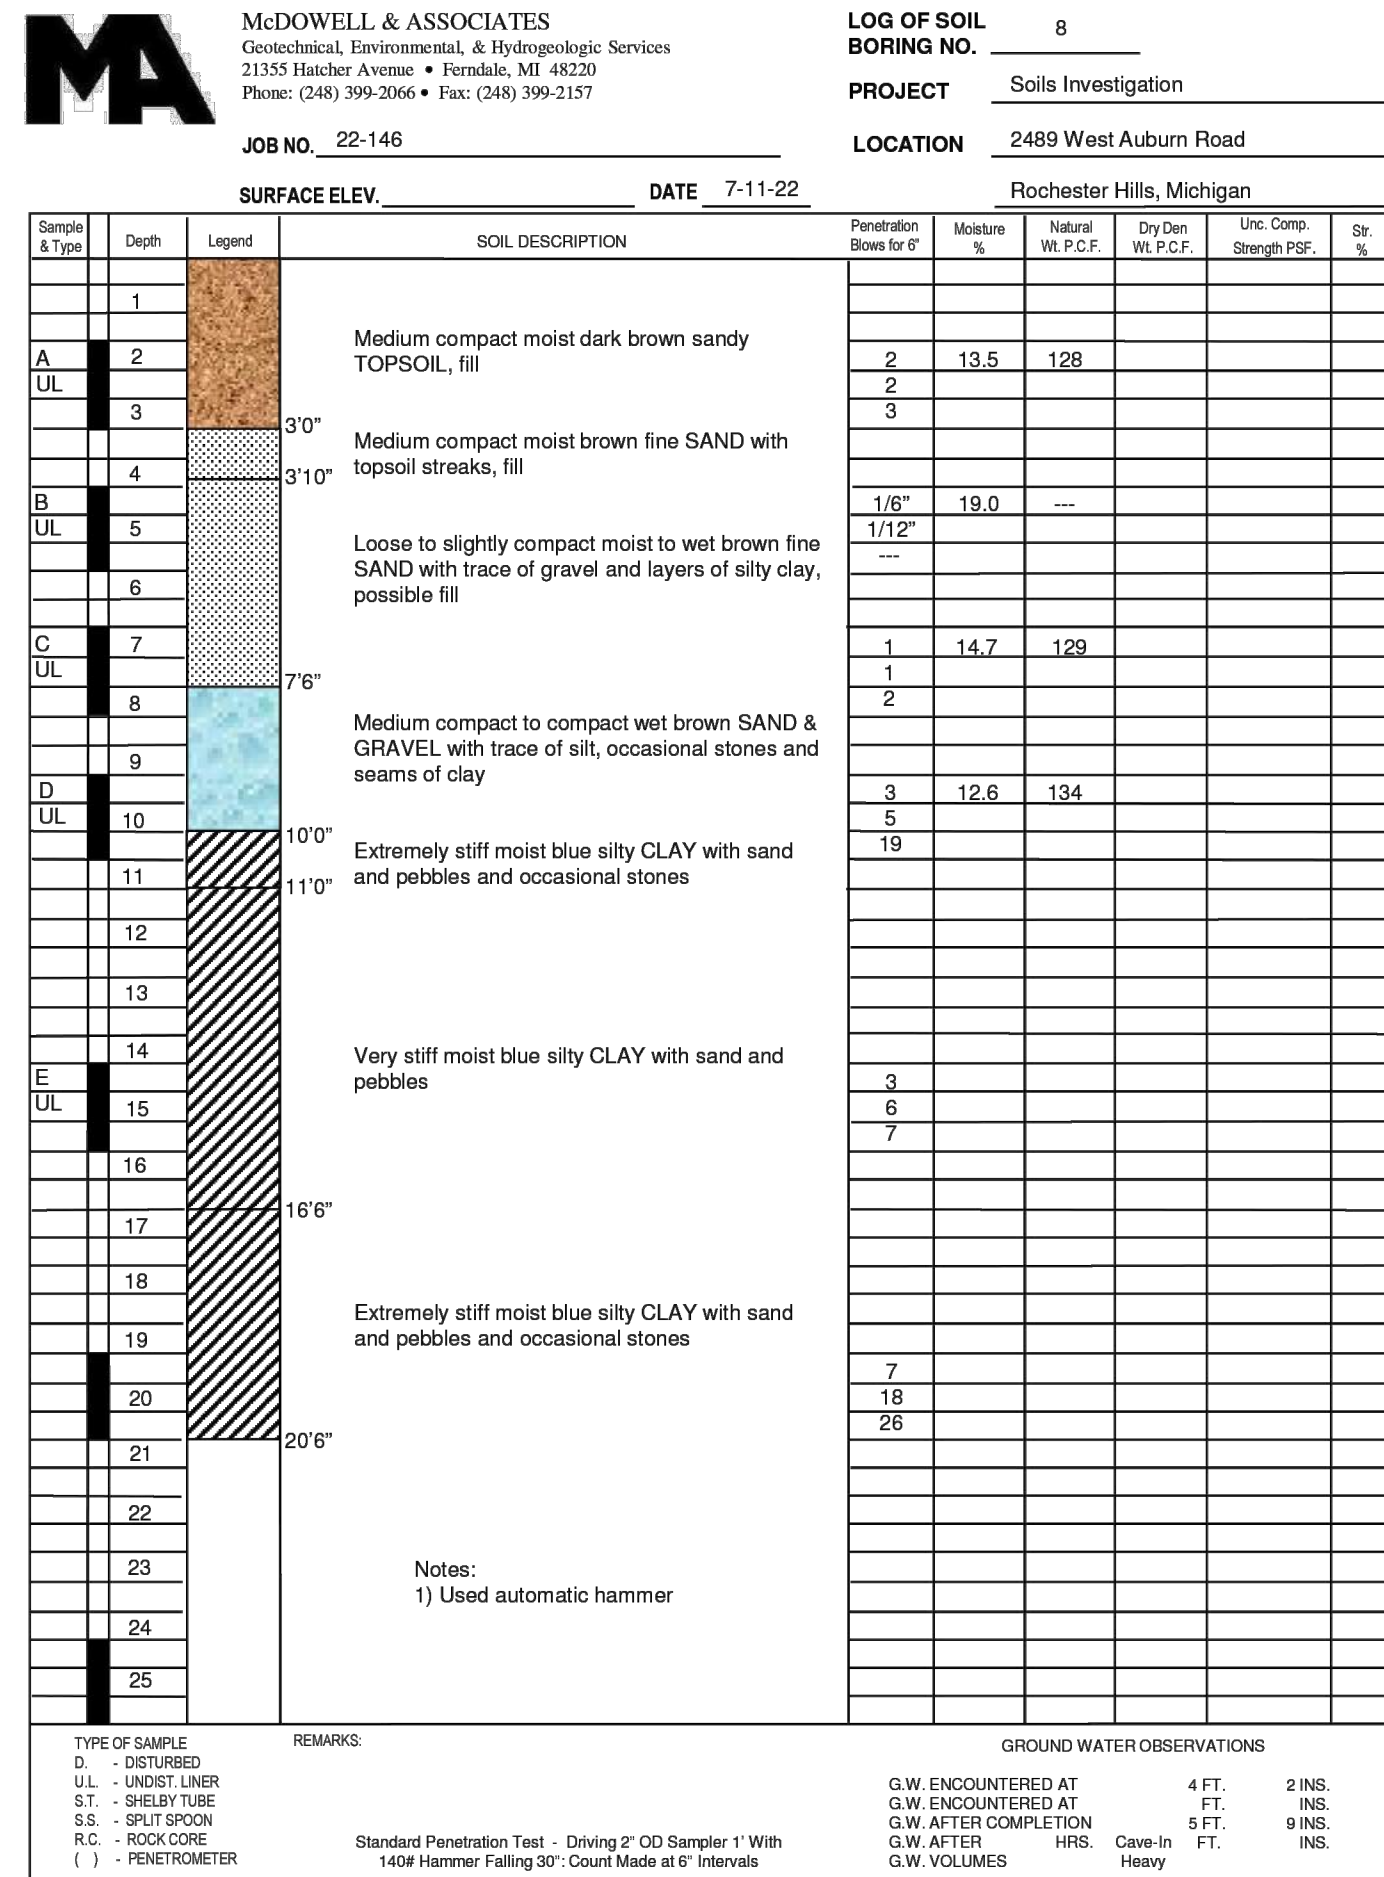 MA
McDOWELL & ASSOCIATES
Geotechnical, Environmental, & Hydrogeologic Services
21355 Hatcher Avenue • Ferndale, MI 48220
Phone: (248) 399-2066 • Fax: (248) 399-2157
JOB NO. 22-146
SURFACE ELEV. DATE 7-11-22
LOG OF SOIL
BORING NO. 8
PROJECT Soils Investigation
LOCATION 2489 West Auburn Road
Rochester Hills, Michigan
Sample
& Type
Depth
Legend
SOIL DESCRIPTION
Penetration
Blows for 6"
Moisture
%
Natural
Wt. P.C.F.
Dry Den
Wt. P.C.F.
Unc. Comp.
Strength PSF.
Str.
%
1
Medium compact moist dark brown sandy
TOPSOIL, fill
A 2 2 13.5 128
UL 2
3 3
3'0"
Medium compact moist brown fine SAND with
topsoil streaks, fill
4
3'10"
B 1/6" 19.0 ---
UL 5 1/12"
---
Loose to slightly compact moist to wet brown fine
SAND with trace of gravel and layers of silty clay,
possible fill
6
C 7 1 14.7 129
UL 1
7'6"
8 2
Medium compact to compact wet brown SAND &
GRAVEL with trace of silt, occasional stones and
seams of clay
9
D 3 12.6 134
UL 10 5
10'0" 19
Extremely stiff moist blue silty CLAY with sand
and pebbles and occasional stones
11
11'0"
12
13
14
Very stiff moist blue silty CLAY with sand and
pebbles
E 3
UL 15 6
7
16
16'6"
17
18
Extremely stiff moist blue silty CLAY with sand
and pebbles and occasional stones
19
7
20 18
26
20'6"
21
22
23
Notes:
1) Used automatic hammer
24
25
TYPE OF SAMPLE
D. - DISTURBED
U.L. - UNDIST. LINER
S.T. - SHELBY TUBE
S.S. - SPLIT SPOON
R.C. - ROCK CORE
( ) - PENETROMETER
REMARKS:
Standard Penetration Test - Driving 2" OD Sampler 1' With
140# Hammer Falling 30": Count Made at 6" Intervals
GROUND WATER OBSERVATIONS
G.W. ENCOUNTERED AT 4 FT. 2 INS.
G.W. ENCOUNTERED AT FT. INS.
G.W. AFTER COMPLETION 5 FT. 9 INS.
G.W. AFTER HRS. Cave-In FT. INS.
G.W. VOLUMES Heavy